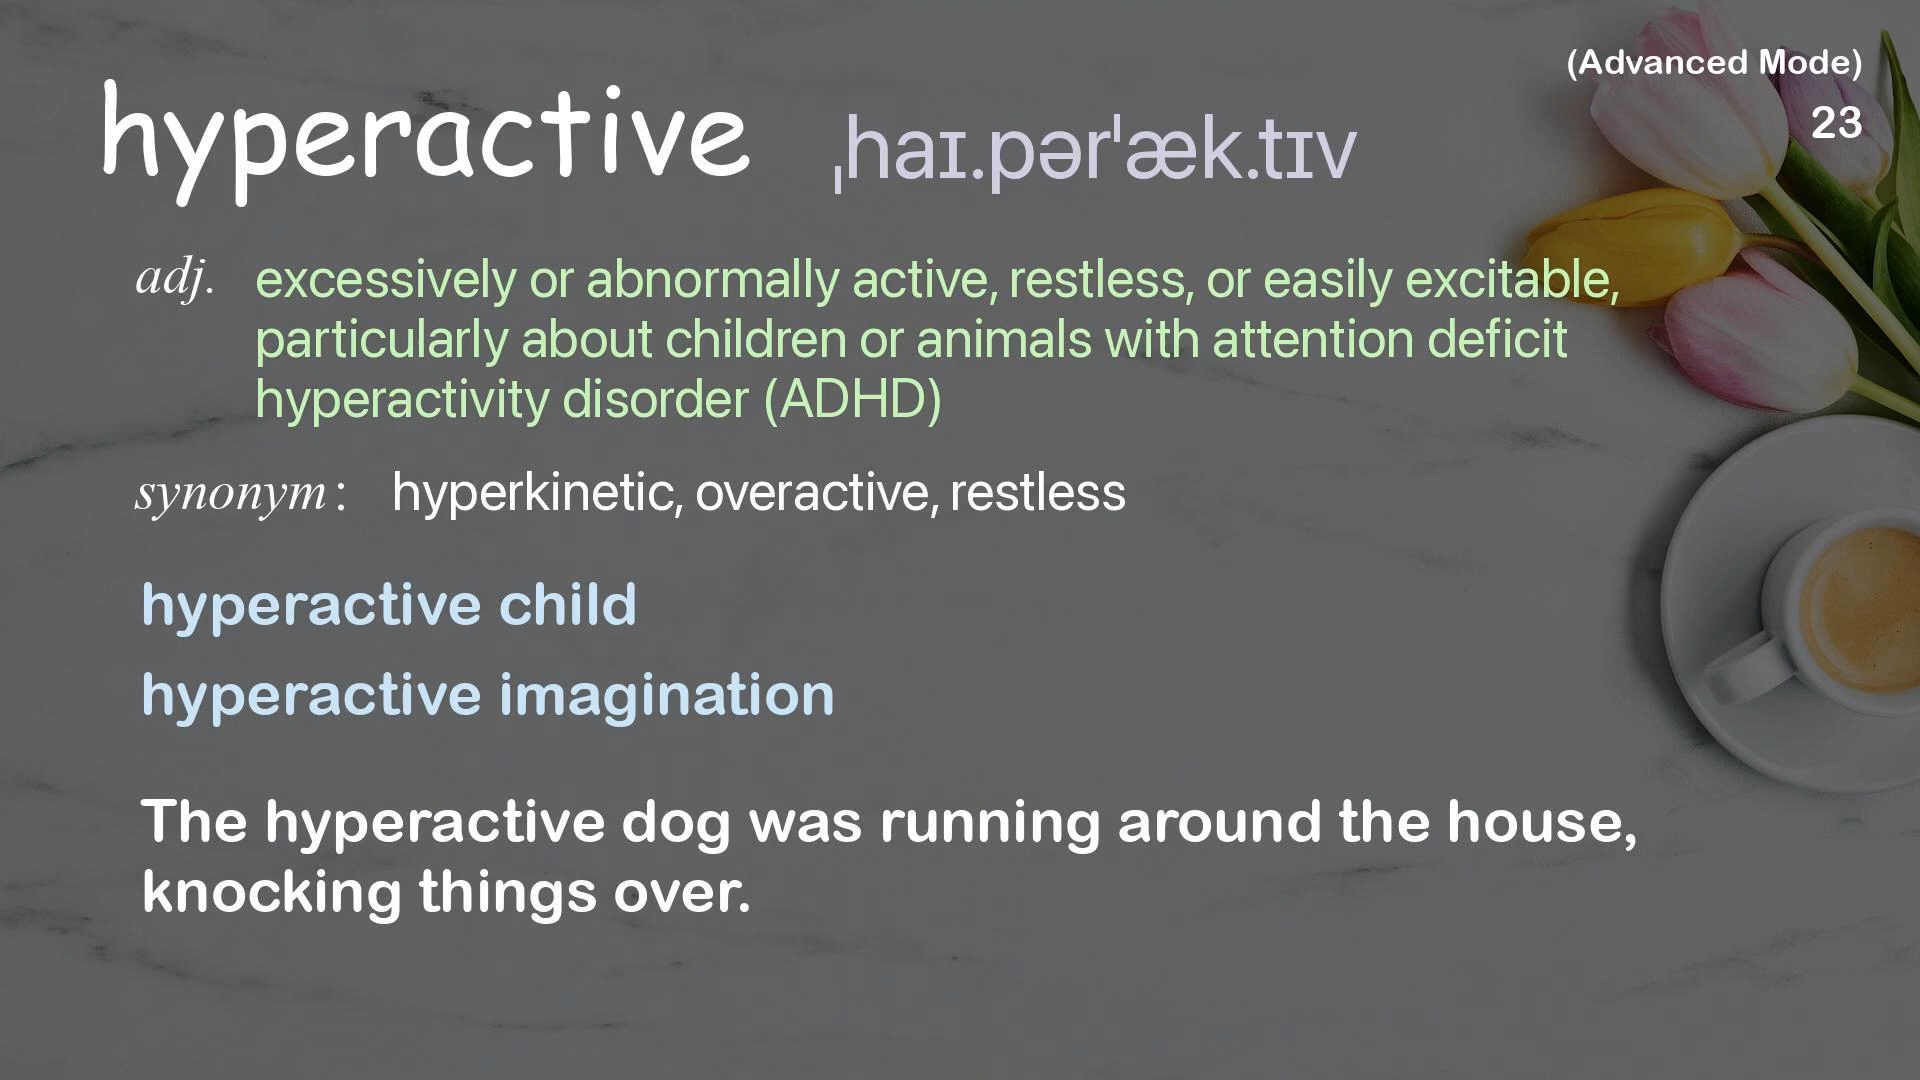 (Advanced Mode)
hyperactive ˌhaɪ.pərˈæk.tɪv
23
adj. excessively or abnormally active, restless, or easily excitable,
particularly about children or animals with attention deficit
hyperactivity disorder (ADHD)
synonym: hyperkinetic, overactive, restless
hyperactive child
hyperactive imagination
The hyperactive dog was running around the house,
knocking things over.